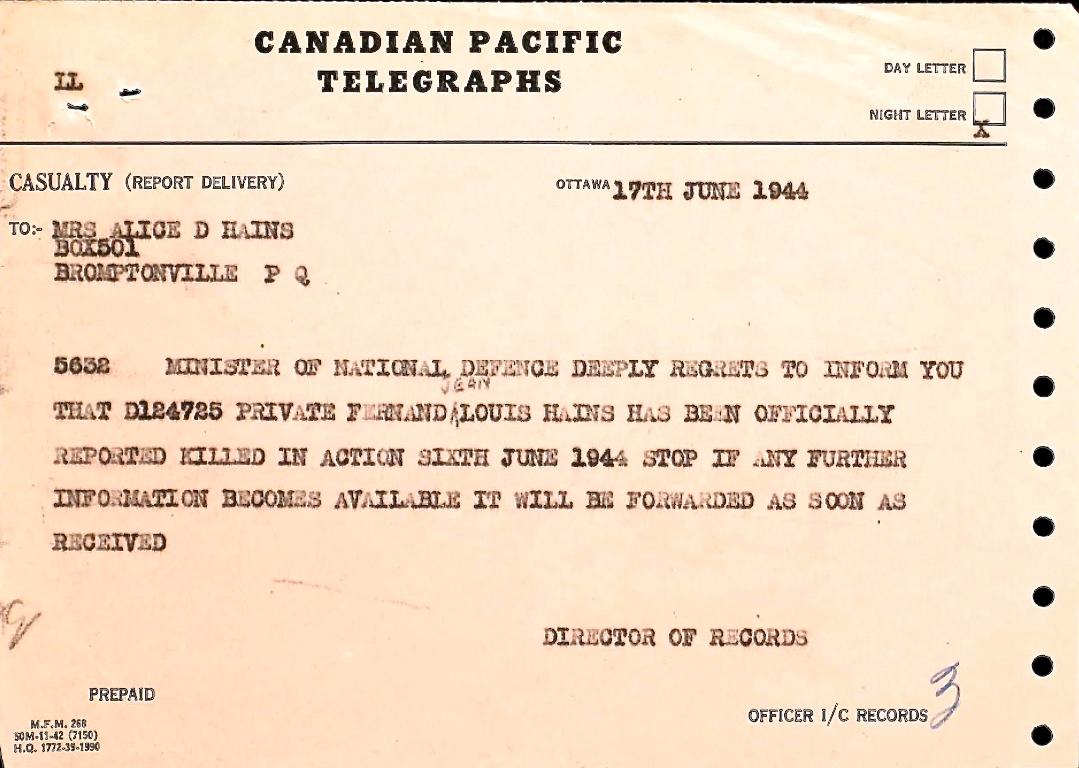 CANADIAN PACIFIC
TELEGRAPHS
LL
DAY LETTER
NIGHT LETTER X
CASUALTY (REPORT DELIVERY)
OTTAWA 17TH JUNE 1944
TO:- MRS ALICE D HAINS
BOX501
BROMPTONVILLE P Q
5632 MINISTER OF NATIONAL DEFENCE DEEPLY REGRETS TO INFORM YOU
JEAN
THAT D124725 PRIVATE FERNAND LOUIS HAINS HAS BEEN OFFICIALLY
REPORTED KILLED IN ACTION SIXTH JUNE 1944 STOP IF ANY FURTHER
INFORMATION BECOMES AVAILABLE IT WILL BE FORWARDED AS SOON AS
RECEIVED
DIRECTOR OF RECORDS
PREPAID
OFFICER I/C RECORDS 3
M.F.M. 268
50M-11-42 (7150)
H.Q. 1772-39-1990